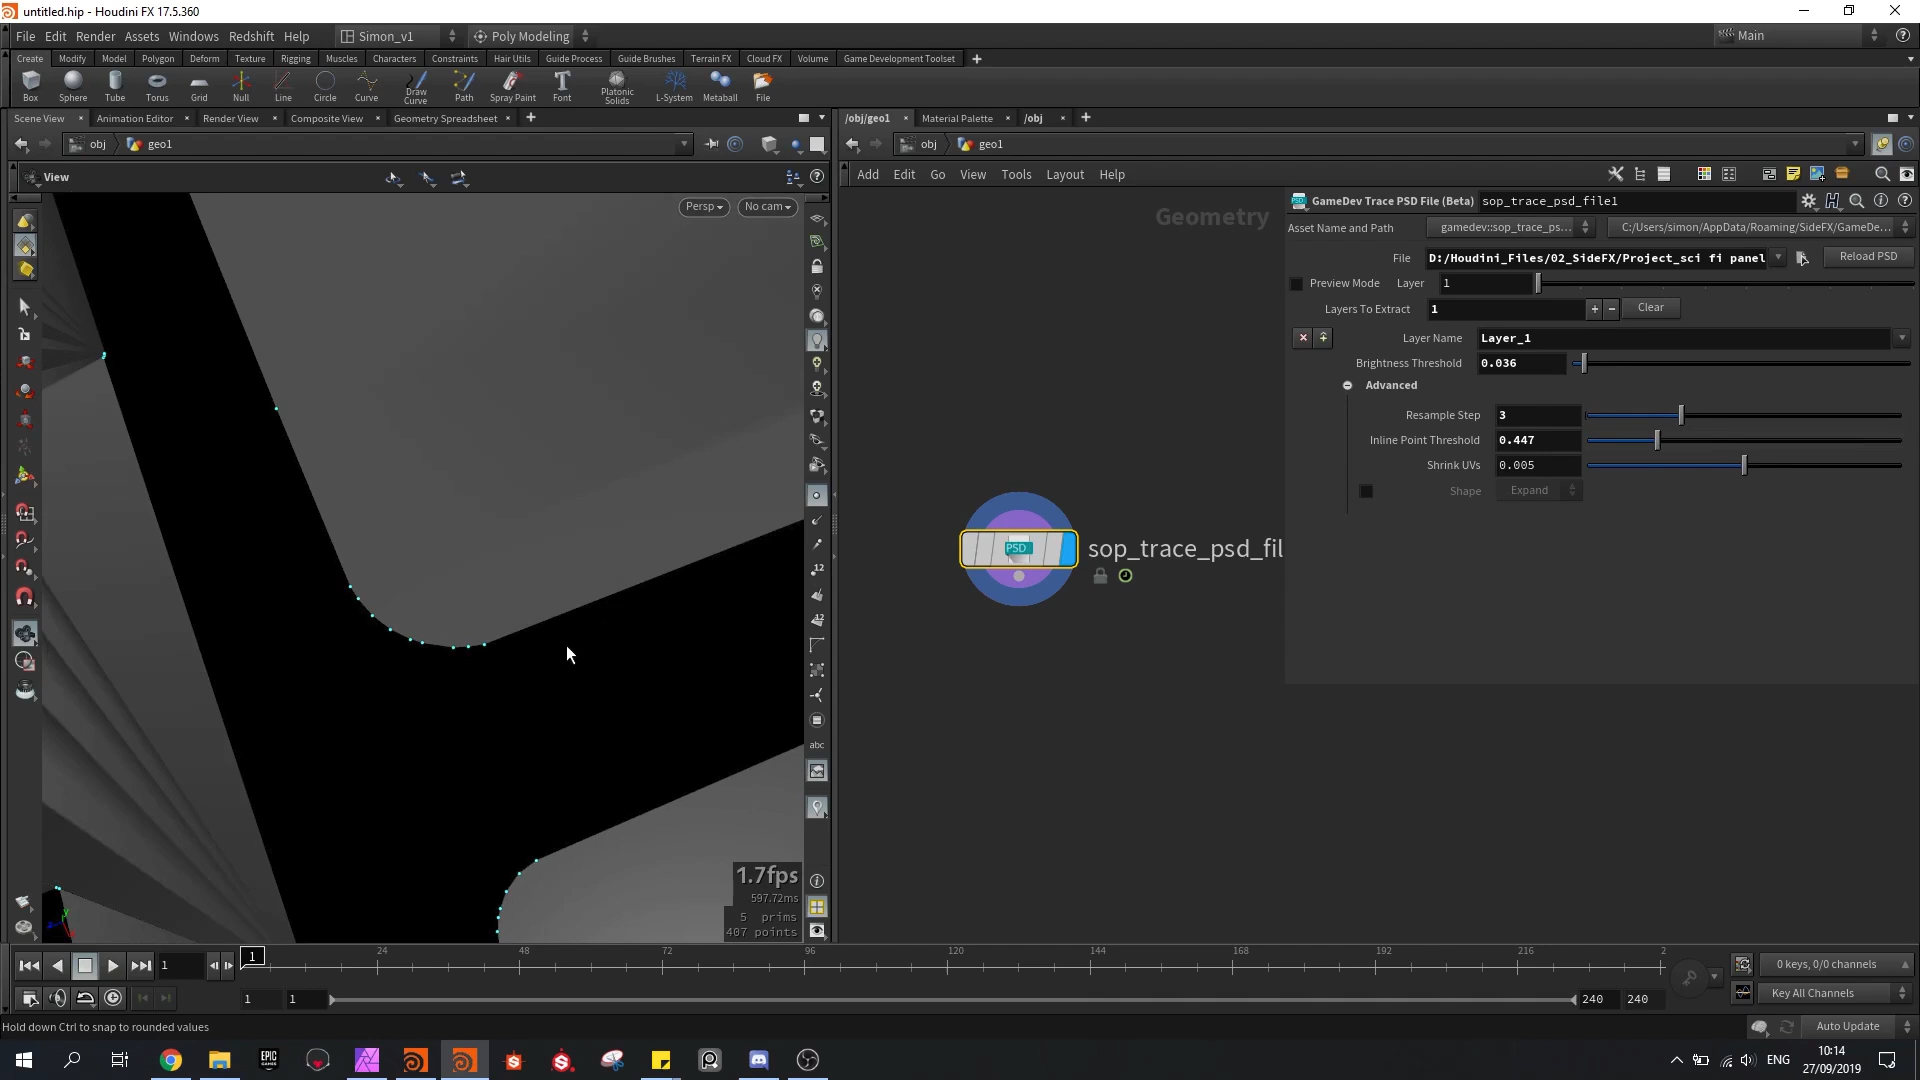 untitled.hip - Houdini FX 17.5.360
File Edit Render Assets Windows Redshift Help Simon_v1 Poly Modeling Main
Create Modify Model Polygon Deform Texture Rigging Muscles Characters Constraints Hair Utils Guide Process Guide Brushes Terrain FX Cloud FX Volume Game Development Toolset
Box Sphere Tube Torus Grid Null Line Circle Curve Draw Curve Path Spray Paint Font Platonic Solids L-System Metaball File
Scene View Animation Editor Render View Composite View Geometry Spreadsheet /obj/geo1 Material Palette /obj
obj geo1 obj geo1
View Add Edit Go View Tools Layout Help
Persp No cam
Geometry
GameDev Trace PSD File (Beta) sop_trace_psd_file1
Asset Name and Path gamedev::sop_trace_ps... C:/Users/simon/AppData/Roaming/SideFX/GameDe...
File D:/Houdini_Files/02_SideFX/Project_sci fi panel Reload PSD
Preview Mode Layer 1
Layers To Extract 1 + - Clear
Layer Name Layer_1
Brightness Threshold 0.036
Advanced
Resample Step 3
Inline Point Threshold 0.447
Shrink UVs 0.005
Shape Expand
PSD sop_trace_psd_fil
12
12
abc
1.7fps
597.72ms
5 prims
407 points
1 1 24 48 72 96 120 144 168 192 216 2 0 keys, 0/0 channels
1 1 240 240 Key All Channels
Hold down Ctrl to snap to rounded values Auto Update
EPIC GAMES ENG 10:14
27/09/2019